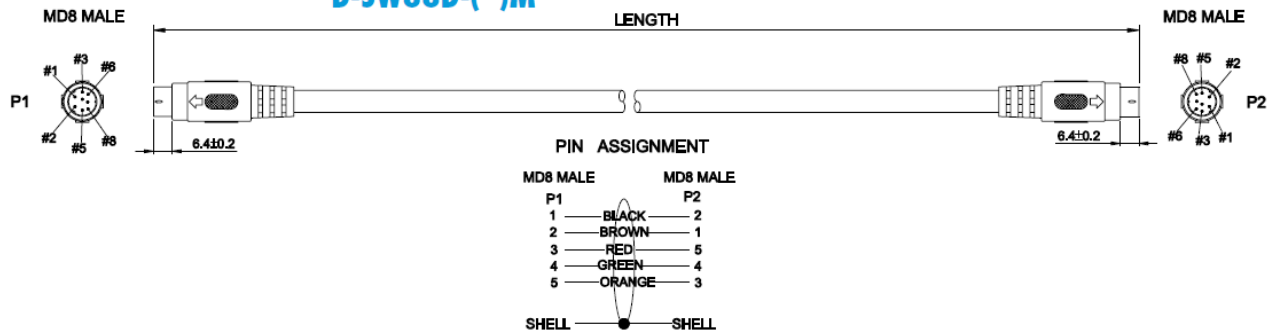 MD8 MALE
LENGTH
MD8 MALE
#3
#1
#6
P1
#2
#5
#8
6.4±0.2
#8
#5
#2
P2
#6
#3
#1
6.4±0.2
PIN ASSIGNMENT
MD8 MALE
MD8 MALE
P1
P2
1 BLACK 2
2 BROWN 1
3 RED 5
4 GREEN 4
5 ORANGE 3
SHELL SHELL